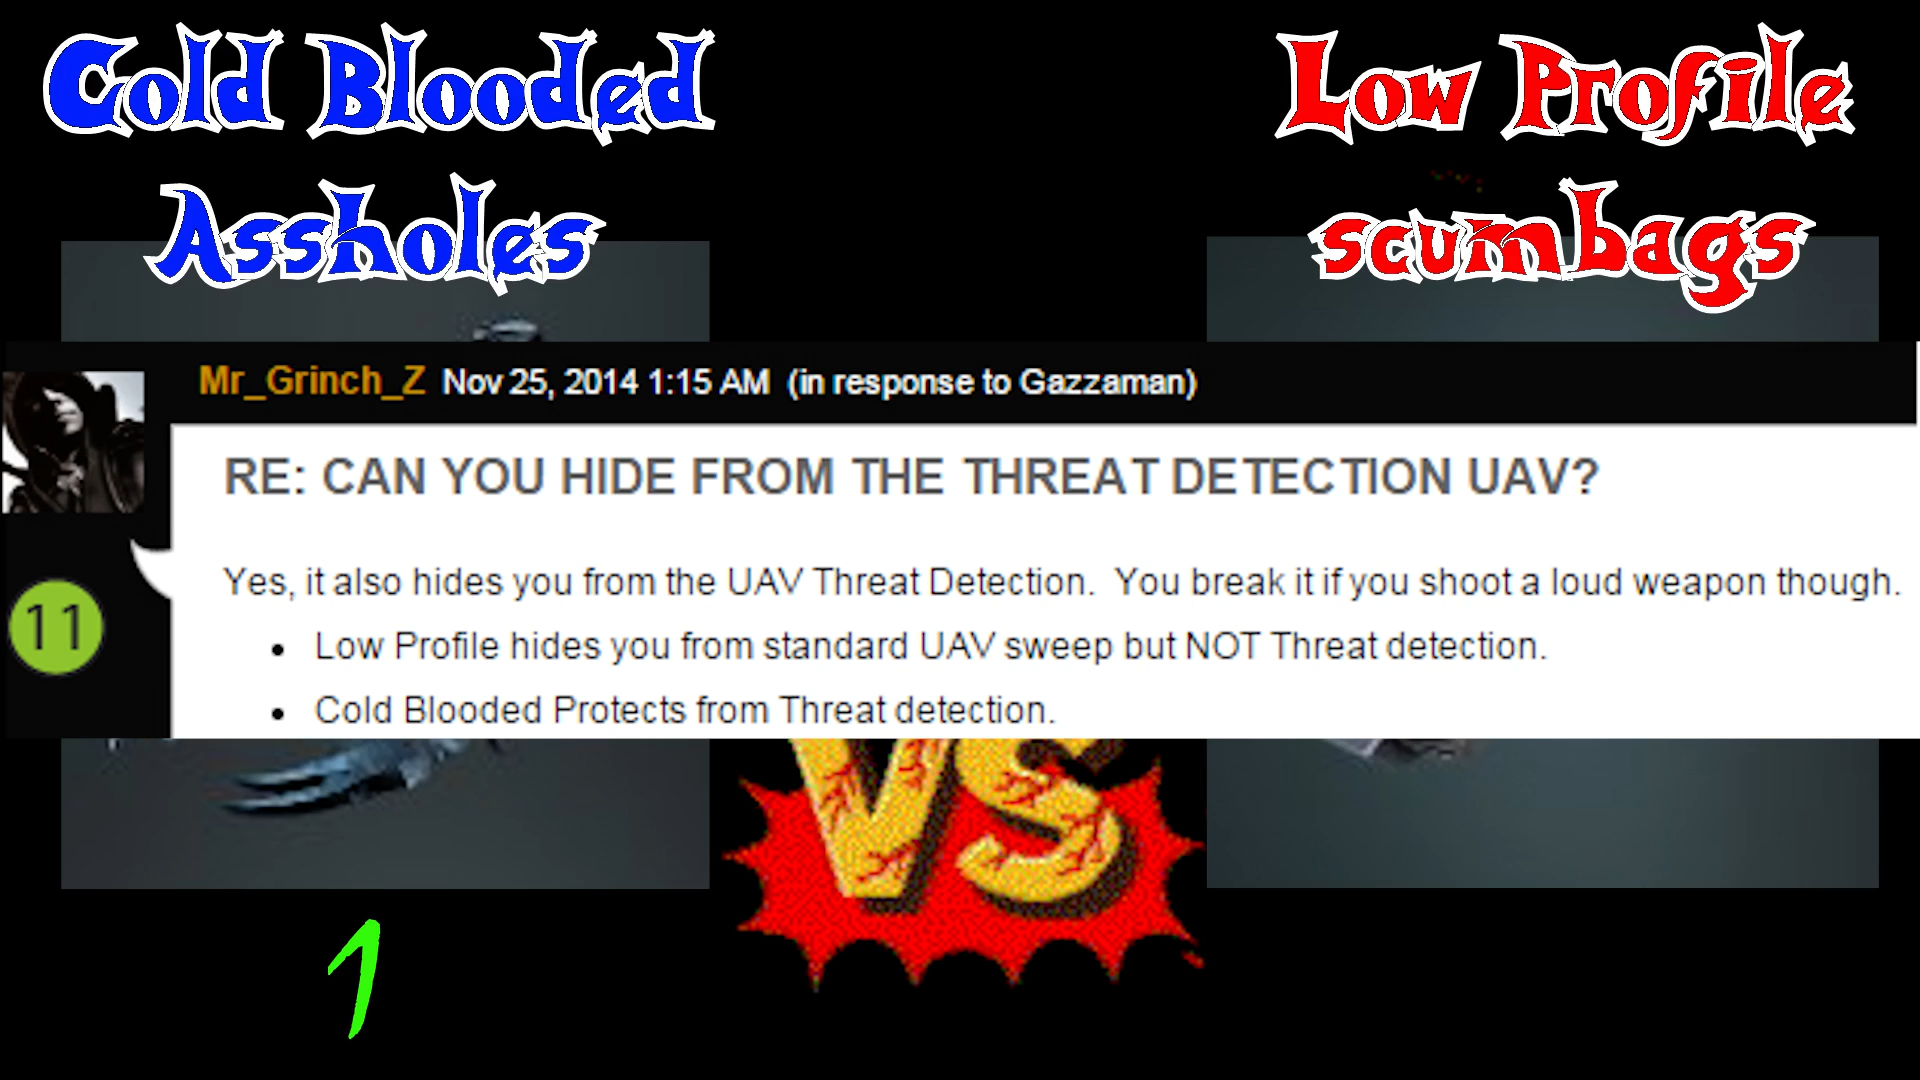 Cold Blooded
Assholes
Low Profile
scumbags
Mr_Grinch_Z Nov 25, 2014 1:15 AM (in response to Gazzaman)
RE: CAN YOU HIDE FROM THE THREAT DETECTION UAV?
Yes, it also hides you from the UAV Threat Detection. You break it if you shoot a loud weapon though.
11
• Low Profile hides you from standard UAV sweep but NOT Threat detection.
• Cold Blooded Protects from Threat detection.
VS
1